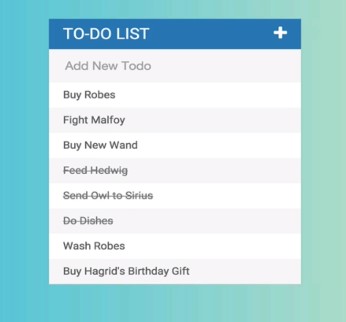 TO-DO LIST +
Add New Todo
Buy Robes
Fight Malfoy
Buy New Wand
Feed Hedwig
Send Owl to Sirius
Do Dishes
Wash Robes
Buy Hagrid's Birthday Gift